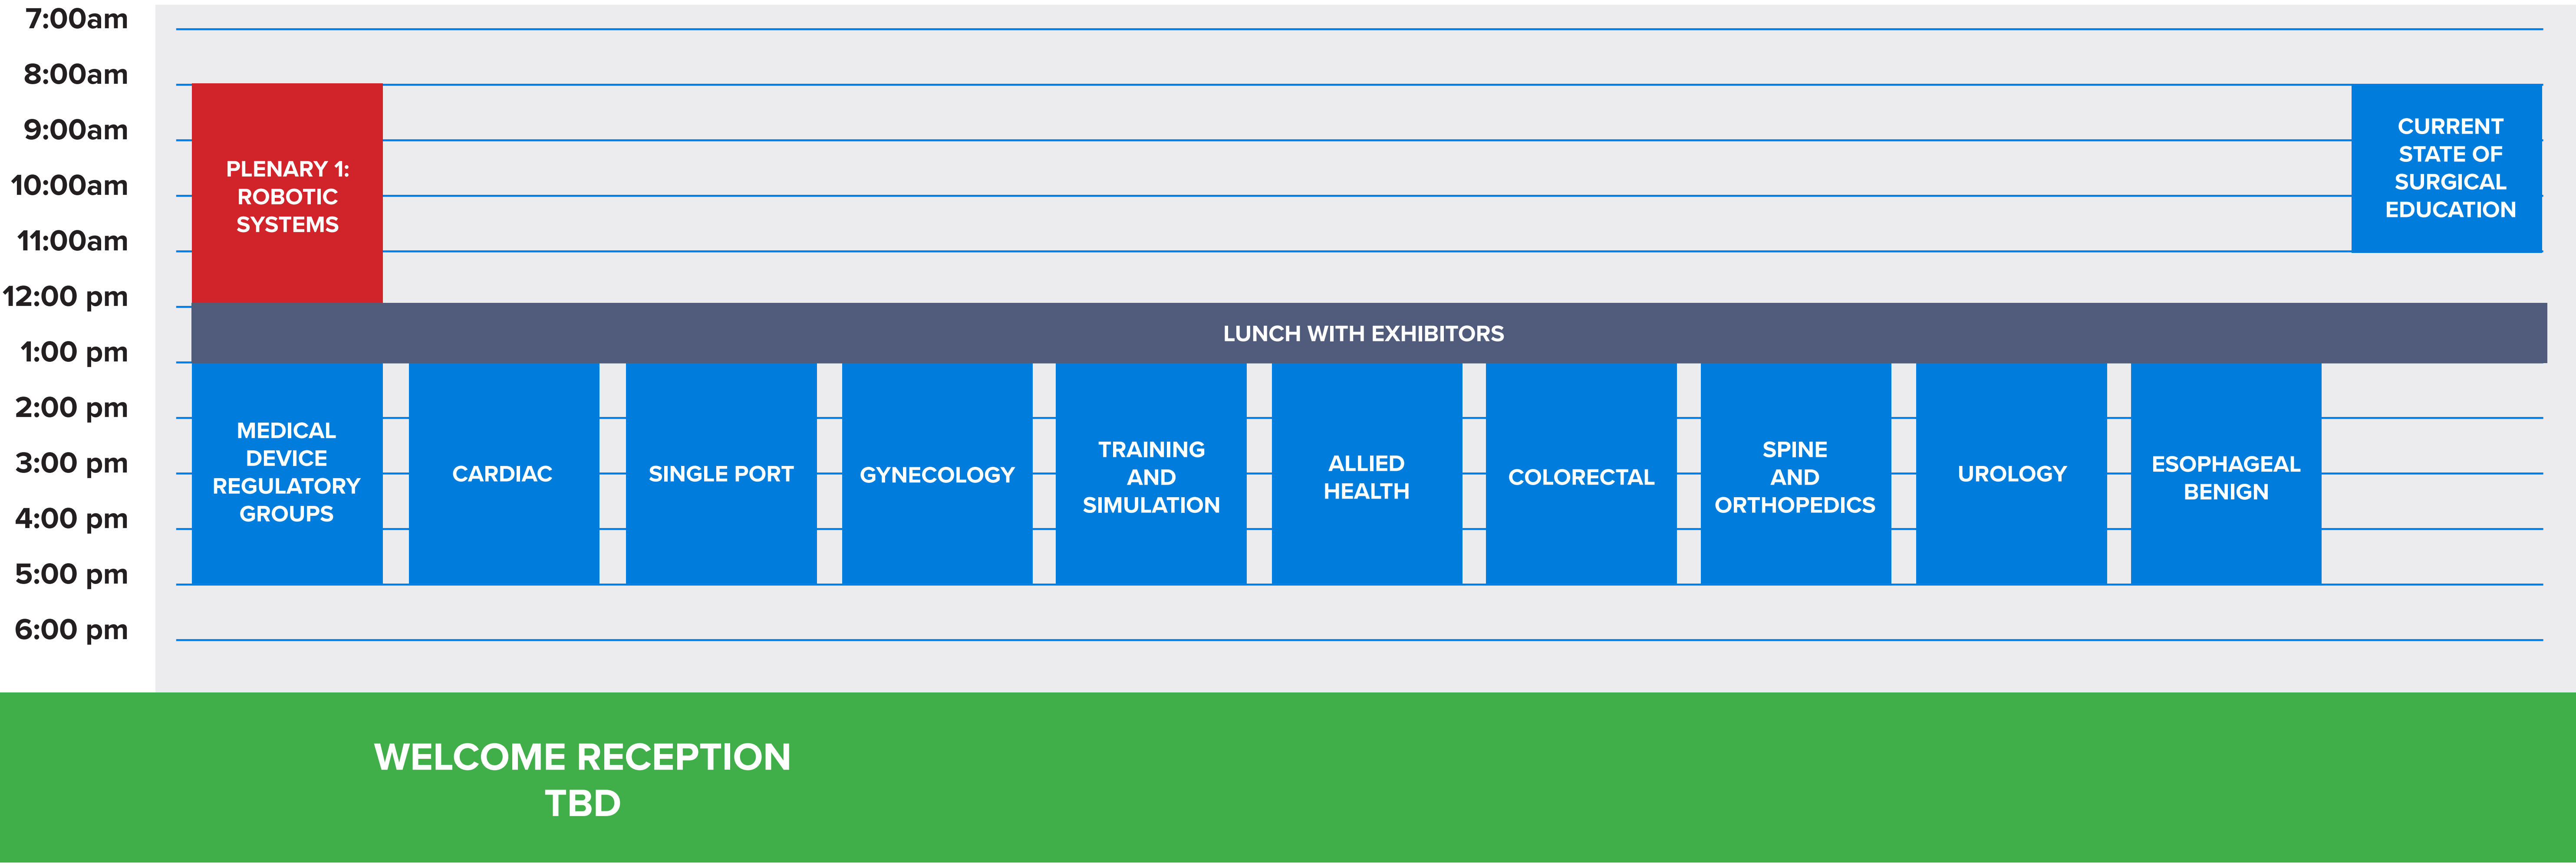 7:00am
8:00am
9:00am
10:00am
11:00am
12:00 pm
1:00 pm
2:00 pm
3:00 pm
4:00 pm
5:00 pm
6:00 pm
PLENARY 1:
ROBOTIC
SYSTEMS
CURRENT
STATE OF
SURGICAL
EDUCATION
LUNCH WITH EXHIBITORS
MEDICAL
DEVICE
REGULATORY
GROUPS
CARDIAC
SINGLE PORT
GYNECOLOGY
TRAINING
AND
SIMULATION
ALLIED
HEALTH
COLORECTAL
SPINE
AND
ORTHOPEDICS
UROLOGY
ESOPHAGEAL
BENIGN
WELCOME RECEPTION
TBD